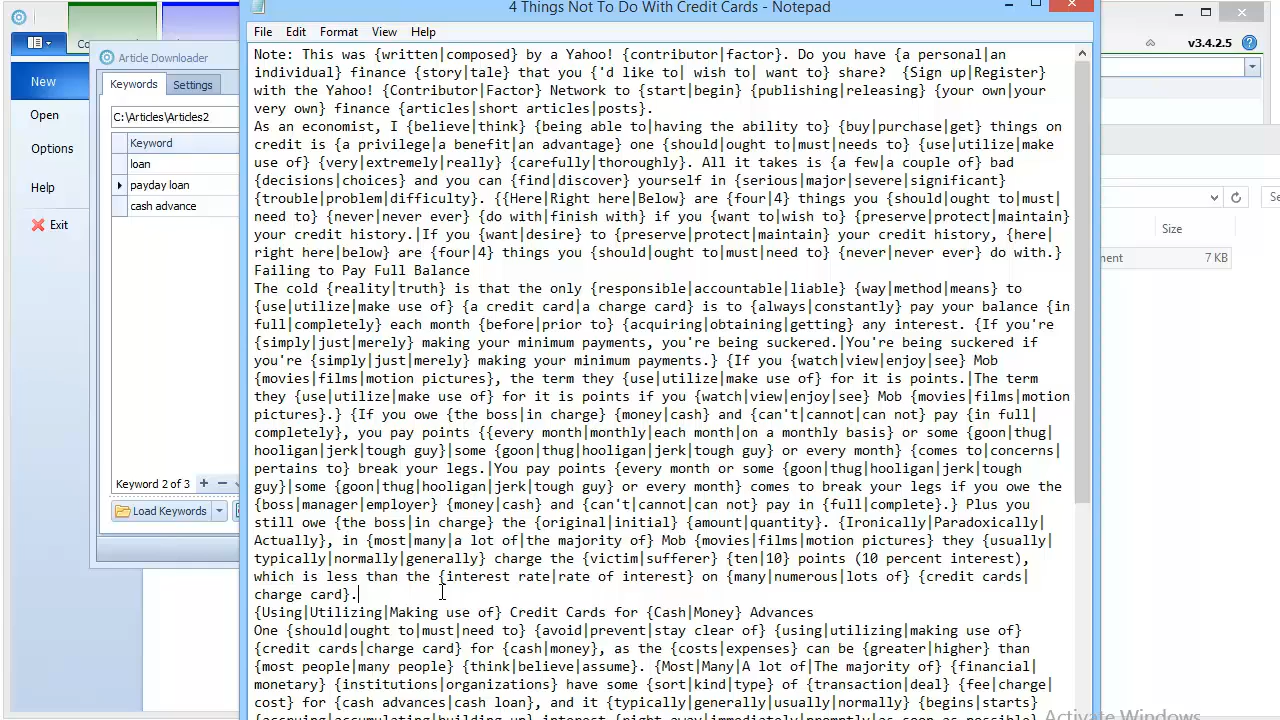 4 Things Not To Do With Credit Cards - Notepad
File Edit Format View Help
v3.4.2.5
New
Open
Options
Help
Exit
Article Downloader
Keywords Settings
C:\Articles\Articles2
Keyword
loan
payday loan
cash advance
Keyword 2 of 3
Load Keywords
Size
7 KB
Note: This was {written|composed} by a Yahoo! {contributor|factor}. Do you have {a personal|an
individual} finance {story|tale} that you {'d like to| wish to| want to} share?  {Sign up|Register}
with the Yahoo! {Contributor|Factor} Network to {start|begin} {publishing|releasing} {your own|your
very own} finance {articles|short articles|posts}.
As an economist, I {believe|think} {being able to|having the ability to} {buy|purchase|get} things on
credit is {a privilege|a benefit|an advantage} one {should|ought to|must|needs to} {use|utilize|make
use of} {very|extremely|really} {carefully|thoroughly}. All it takes is {a few|a couple of} bad
{decisions|choices} and you can {find|discover} yourself in {serious|major|severe|significant}
{trouble|problem|difficulty}. {{Here|Right here|Below} are {four|4} things you {should|ought to|must|
need to} {never|never ever} {do with|finish with} if you {want to|wish to} {preserve|protect|maintain}
your credit history.|If you {want|desire} to {preserve|protect|maintain} your credit history, {here|
right here|below} are {four|4} things you {should|ought to|must|need to} {never|never ever} do with.}
Failing to Pay Full Balance
The cold {reality|truth} is that the only {responsible|accountable|liable} {way|method|means} to
{use|utilize|make use of} {a credit card|a charge card} is to {always|constantly} pay your balance {in
full|completely} each month {before|prior to} {acquiring|obtaining|getting} any interest. {If you're
{simply|just|merely} making your minimum payments, you're being suckered.|You're being suckered if
you're {simply|just|merely} making your minimum payments.} {If you {watch|view|enjoy|see} Mob
{movies|films|motion pictures}, the term they {use|utilize|make use of} for it is points.|The term
they {use|utilize|make use of} for it is points if you {watch|view|enjoy|see} Mob {movies|films|motion
pictures}.} {If you owe {the boss|in charge} {money|cash} and {can't|cannot|can not} pay {in full|
completely}, you pay points {{every month|monthly|each month|on a monthly basis} or some {goon|thug|
hooligan|jerk|tough guy}|some {goon|thug|hooligan|jerk|tough guy} or every month} {comes to|concerns|
pertains to} break your legs.|You pay points {every month or some {goon|thug|hooligan|jerk|tough
guy}|some {goon|thug|hooligan|jerk|tough guy} or every month} comes to break your legs if you owe the
{boss|manager|employer} {money|cash} and {can't|cannot|can not} pay in {full|complete}.} Plus you
still owe {the boss|in charge} the {original|initial} {amount|quantity}. {Ironically|Paradoxically|
Actually}, in {most|many|a lot of|the majority of} Mob {movies|films|motion pictures} they {usually|
typically|normally|generally} charge the {victim|sufferer} {ten|10} points (10 percent interest),
which is less than the {interest rate|rate of interest} on {many|numerous|lots of} {credit cards|
charge card}.
{Using|Utilizing|Making use of} Credit Cards for {Cash|Money} Advances
One {should|ought to|must|need to} {avoid|prevent|stay clear of} {using|utilizing|making use of}
{credit cards|charge card} for {cash|money}, as the {costs|expenses} can be {greater|higher} than
{most people|many people} {think|believe|assume}. {Most|Many|A lot of|The majority of} {financial|
monetary} {institutions|organizations} have some {sort|kind|type} of {transaction|deal} {fee|charge|
cost} for {cash advances|cash loan}, and it {typically|generally|usually|normally} {begins|starts}